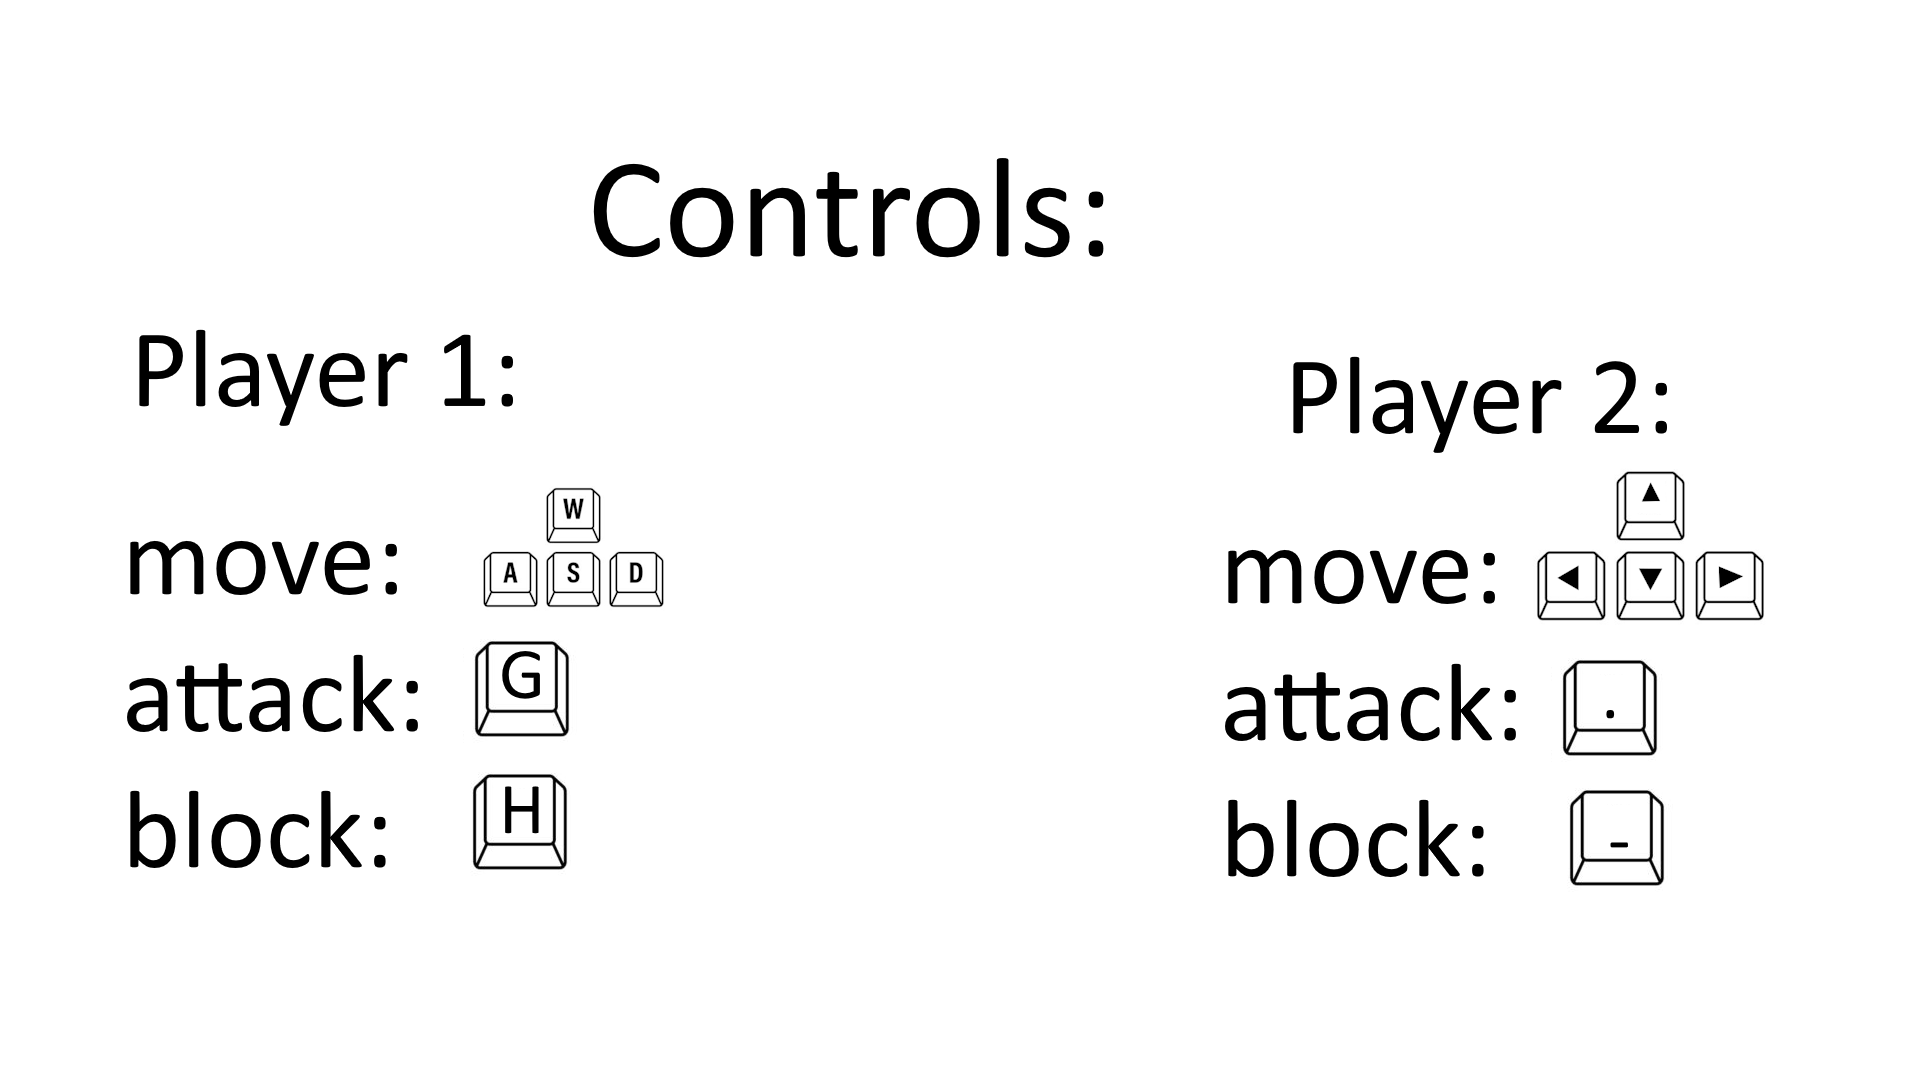 Controls:
Player 1:
move: W
A S D
attack: G
block: H
Player 2:
move: ▲
◄ ▼ ►
attack: .
block: -